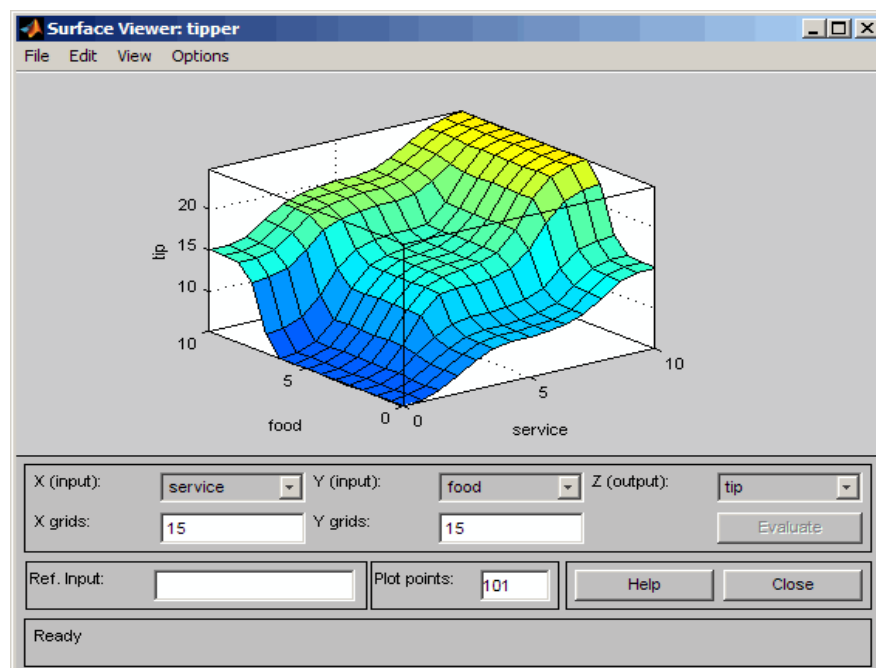 Surface Viewer: tipper
File Edit View Options
20
15
10
tip
10
5
0
food
0
5
10
service
X (input): service Y (input): food Z (output): tip
X grids: 15 Y grids: 15 Evaluate
Ref. Input: Plot points: 101 Help Close
Ready